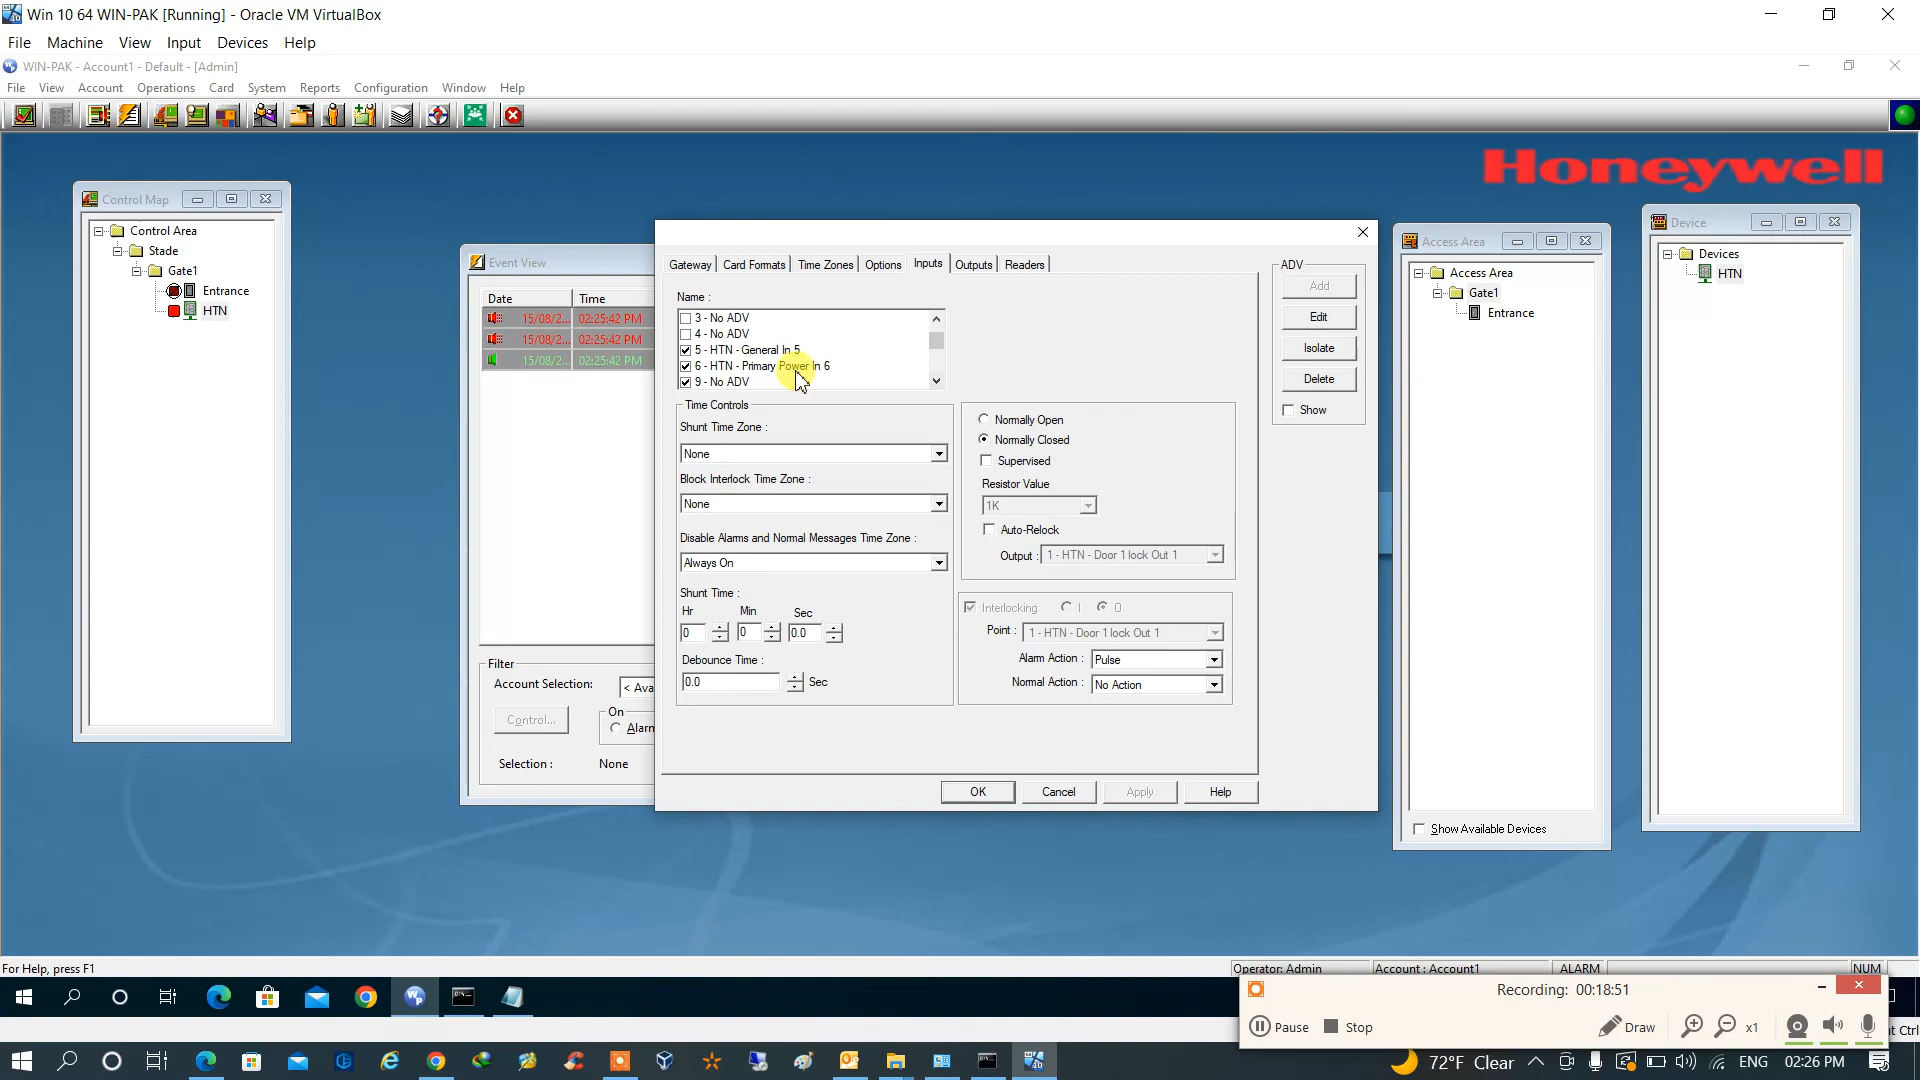 Win 10 64 WIN-PAK [Running] - Oracle VM VirtualBox
File Machine View Input Devices Help
WIN-PAK - Account1 - Default - [Admin]
File View Account Operations Card System Reports Configuration Window Help
Honeywell
Control Map
Control Area
Stade
Gate1
Entrance
HTN
Event View
Date Time
15/08/2... 02:25:42 PM
15/08/2... 02:25:42 PM
15/08/2... 02:25:42 PM
Filter
Account Selection: < Ava
Control...
On
Alarm
Selection : None
Gateway Card Formats Time Zones Options Inputs Outputs Readers
Name :
3 - No ADV
4 - No ADV
5 - HTN - General In 5
6 - HTN - Primary Power In 6
9 - No ADV
Time Controls
Shunt Time Zone :
None
Block Interlock Time Zone :
None
Disable Alarms and Normal Messages Time Zone :
Always On
Shunt Time :
Hr Min Sec
0 0 0.0
Debounce Time :
0.0 Sec
Normally Open
Normally Closed
Supervised
Resistor Value
1K
Auto-Relock
Output : 1 - HTN - Door 1 lock Out 1
Interlocking I O
Point : 1 - HTN - Door 1 lock Out 1
Alarm Action : Pulse
Normal Action : No Action
OK Cancel Apply Help
ADV
Add
Edit
Isolate
Delete
Show
Access Area
Access Area
Gate1
Entrance
Show Available Devices
Device
Devices
HTN
For Help, press F1
Operator: Admin Account : Account1 ALARM NUM
Recording: 00:18:51
Pause Stop Draw x1
t Ctrl
72°F Clear ENG 02:26 PM